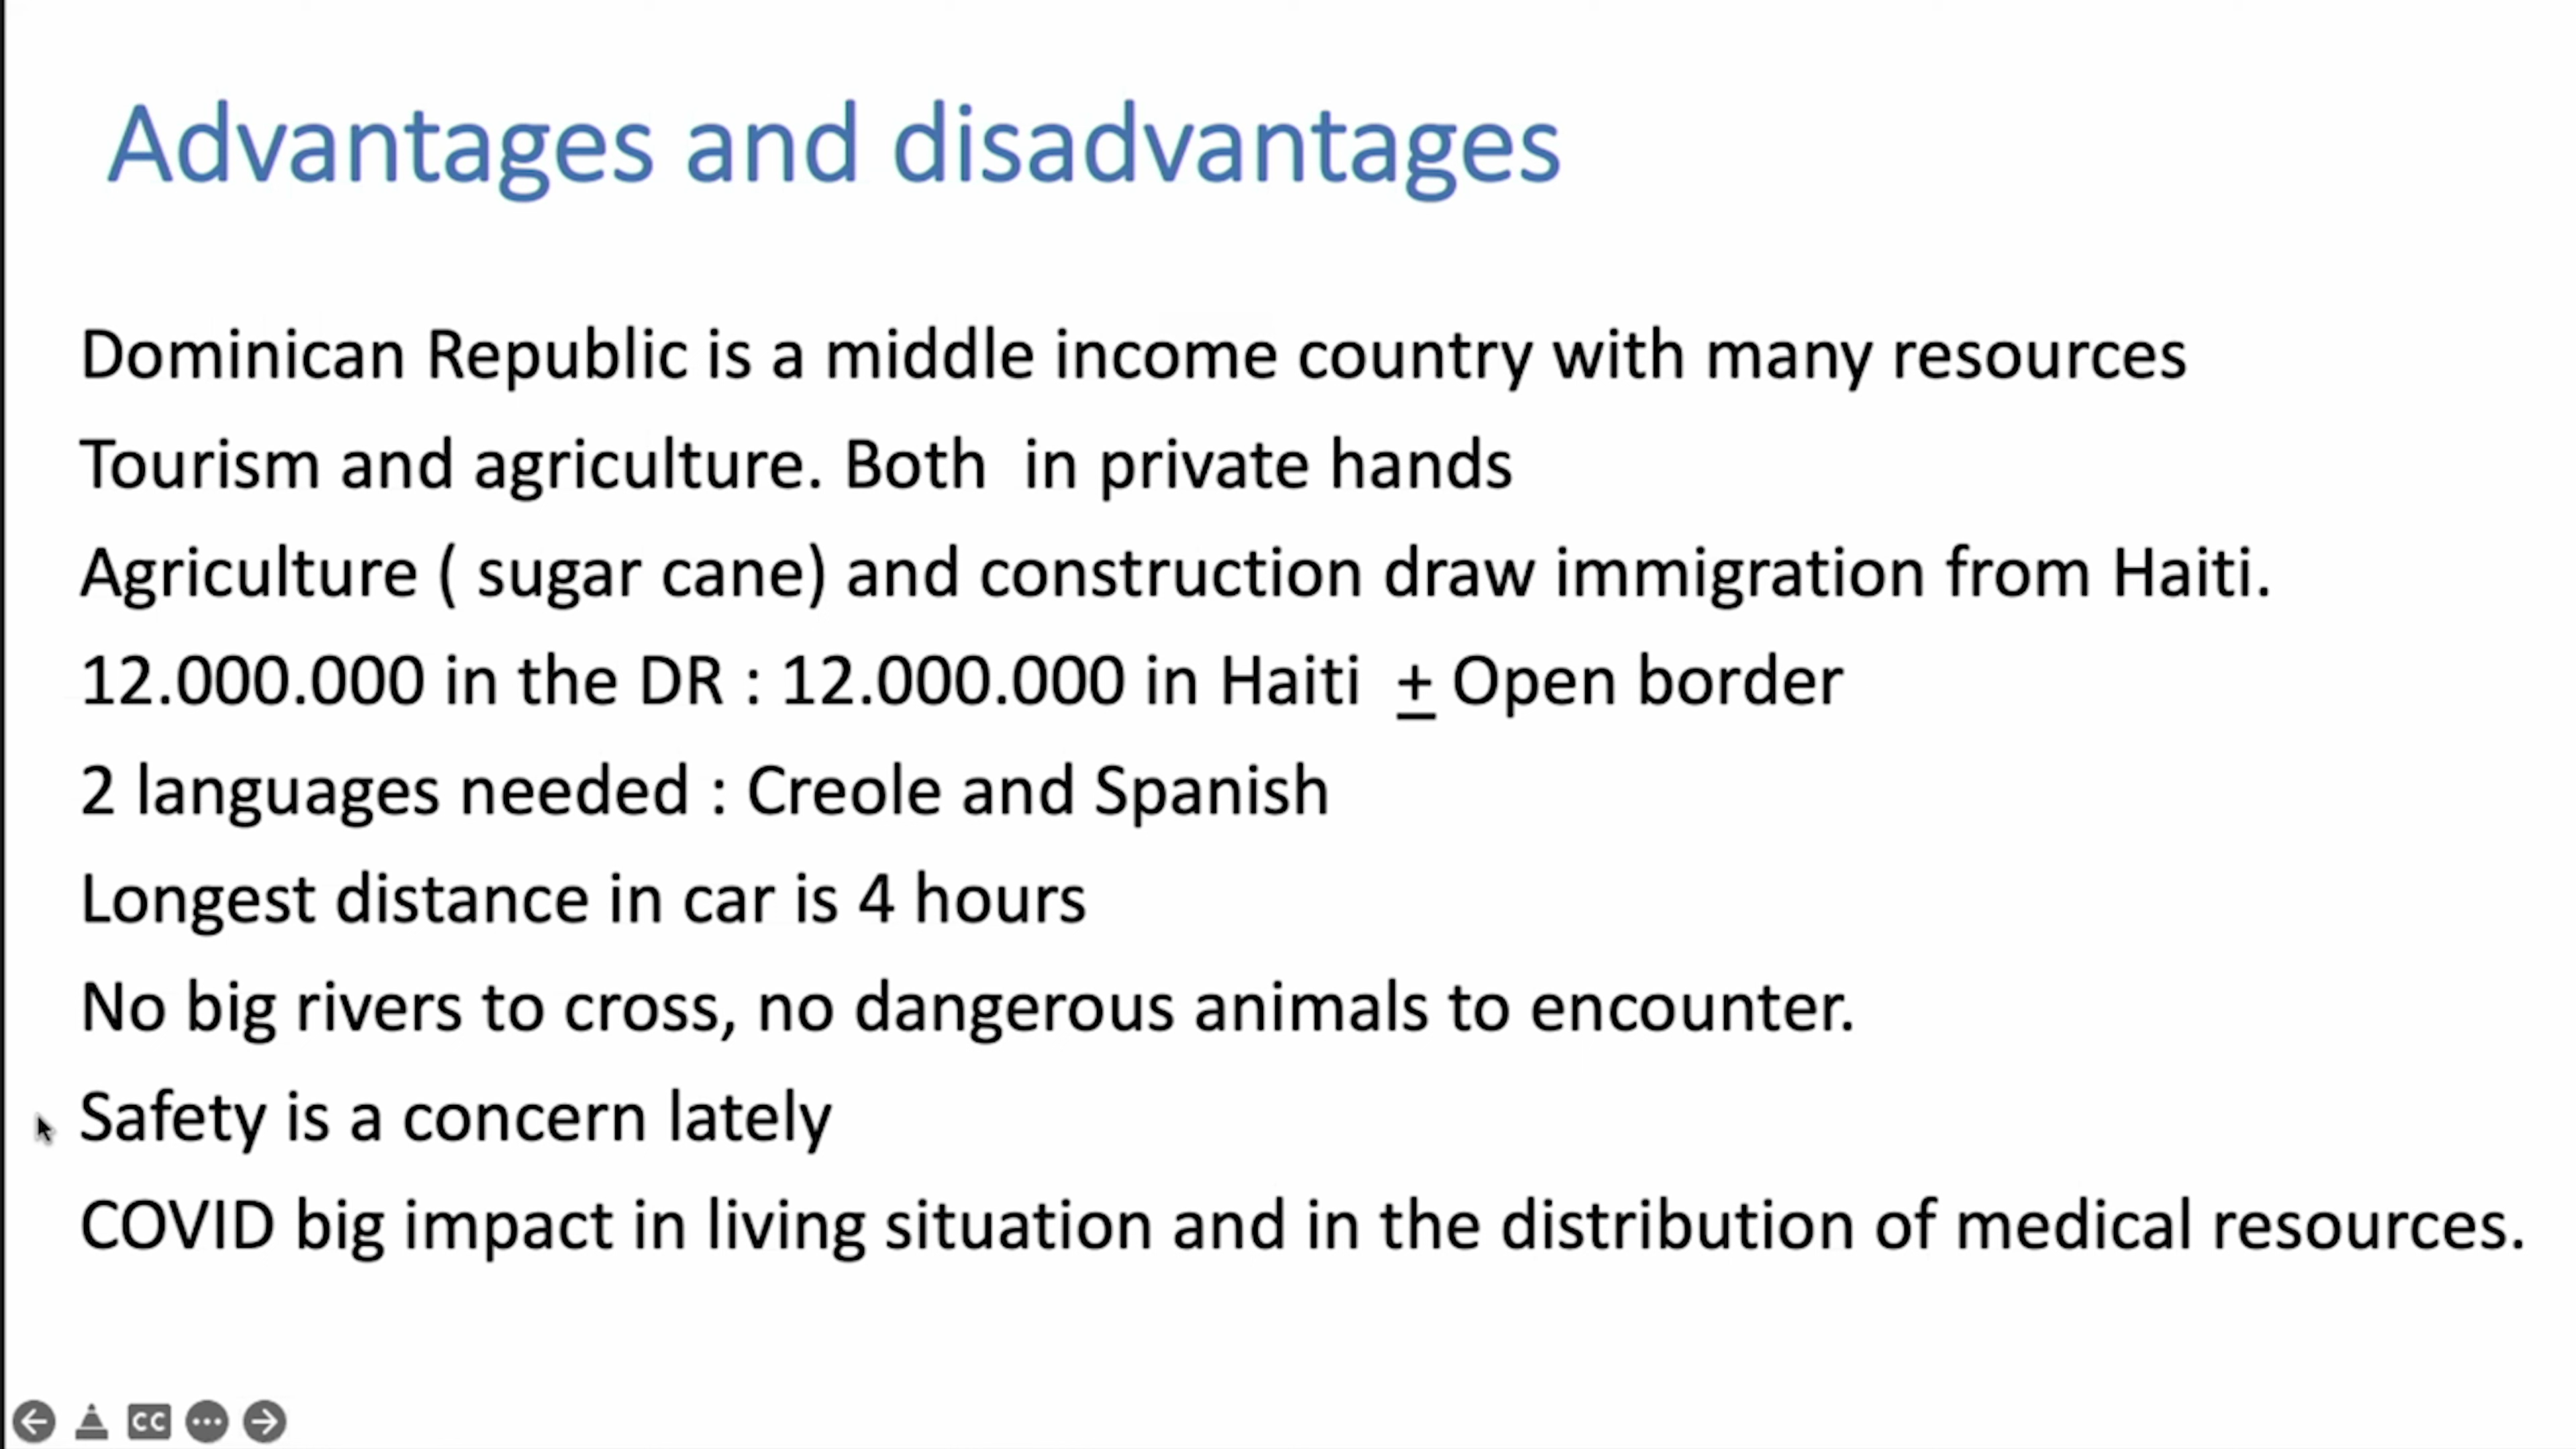 Advantages and disadvantages
Dominican Republic is a middle income country with many resources
Tourism and agriculture. Both  in private hands
Agriculture ( sugar cane) and construction draw immigration from Haiti.
12.000.000 in the DR : 12.000.000 in Haiti  ± Open border
2 languages needed : Creole and Spanish
Longest distance in car is 4 hours
No big rivers to cross, no dangerous animals to encounter.
Safety is a concern lately
COVID big impact in living situation and in the distribution of medical resources.
CC